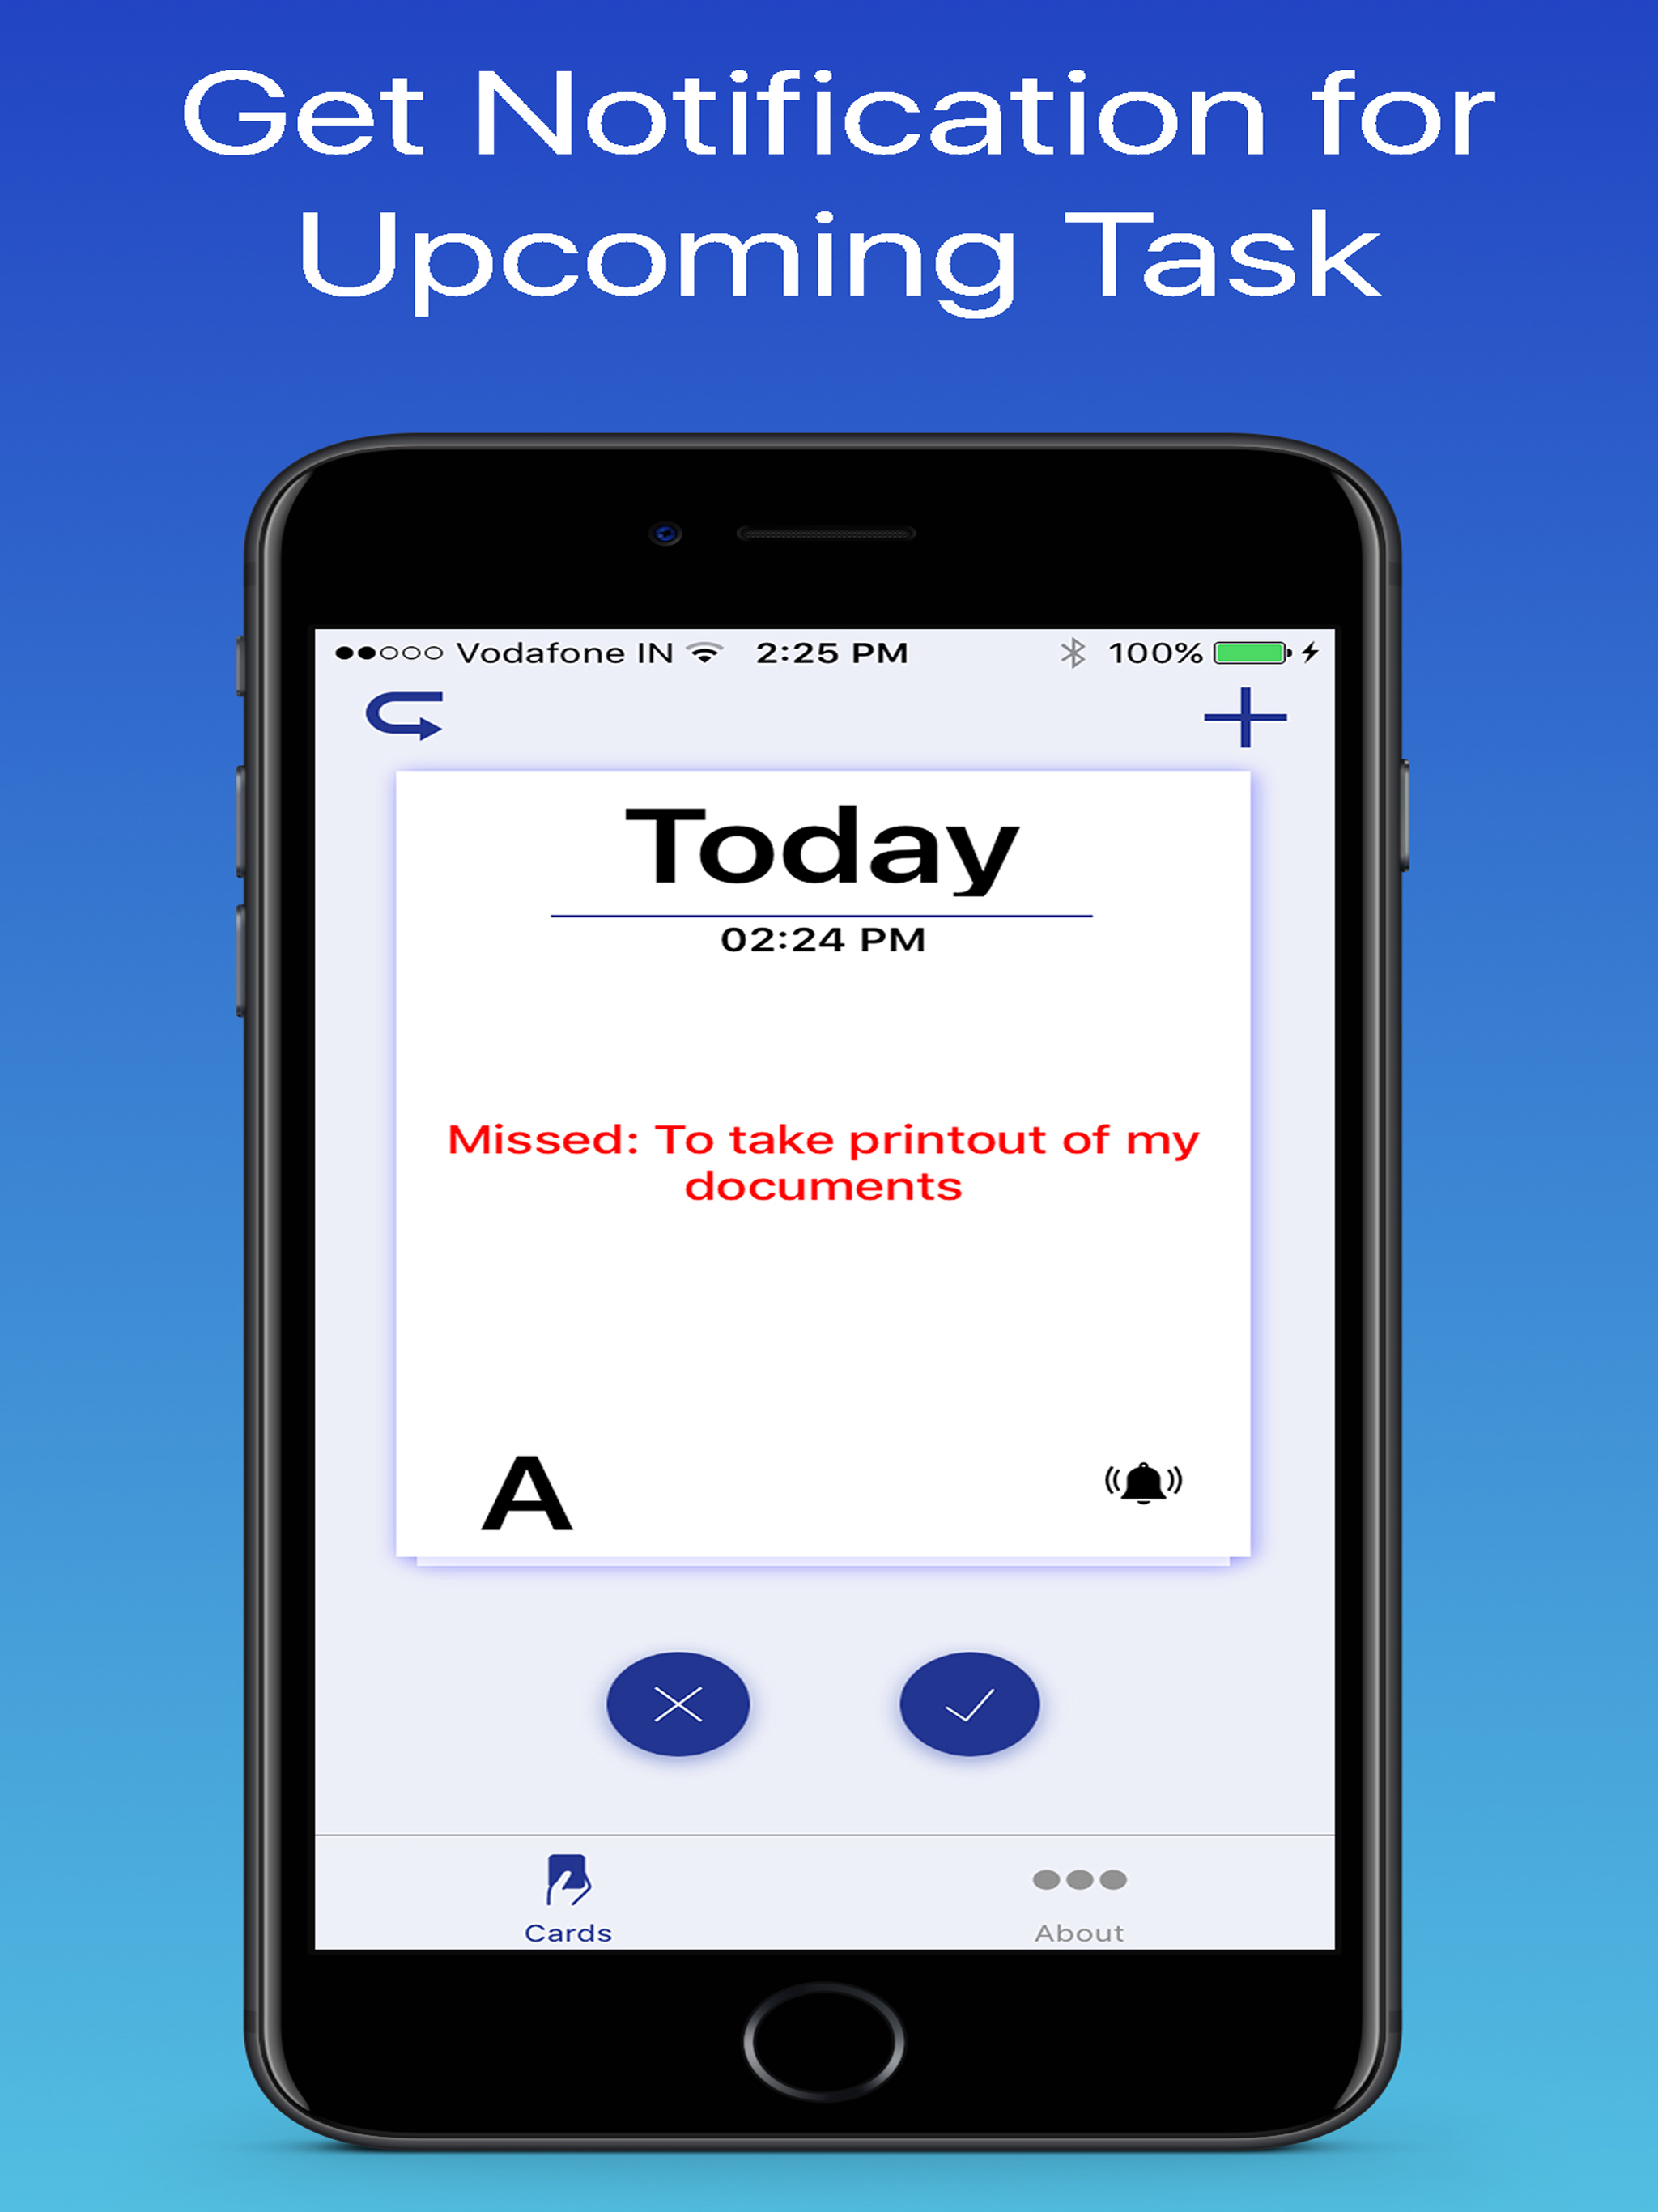 Get Notification for
Upcoming Task
Vodafone IN 2:25 PM 100%
Today
02:24 PM
Missed: To take printout of my
documents
A
Cards About